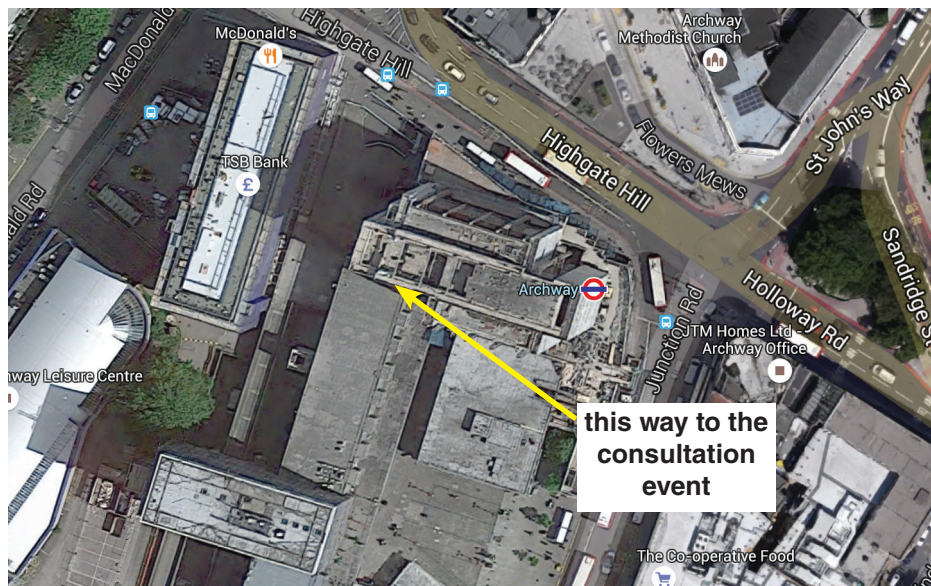 McDonald's
Highgate Hill
Archway
Methodist Church
MacDonald
St John's Way
TSB Bank
£
Highgate Hill
Flowers Mews
ald Rd
Sandridge St
Archway
Holloway Rd
Junction Rd
JTM Homes Ltd
Archway Office
hway Leisure Centre
this way to the
consultation
event
The Co-operative Food